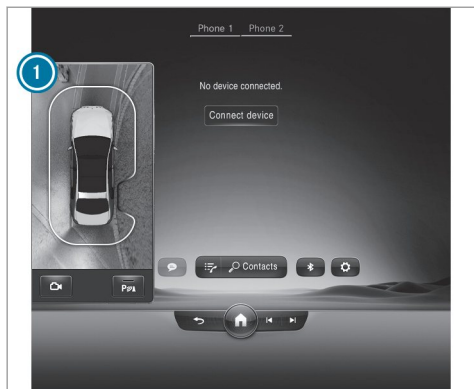 Phone 1 Phone 2
1
No device connected.
Connect device
Contacts
P